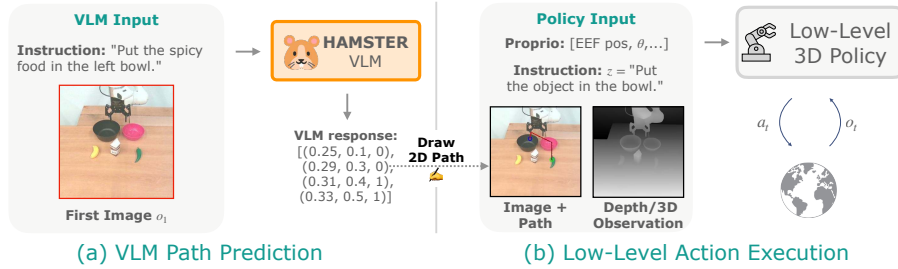 VLM Input
Instruction: "Put the spicy
food in the left bowl."
First Image o₁
HAMSTER
VLM
VLM response:
[(0.25, 0.1, 0),
(0.29, 0.3, 0),
(0.31, 0.4, 1),
(0.33, 0.5, 1)]
(a) VLM Path Prediction
Draw
2D Path
Policy Input
Proprio: [EEF pos, θ,...]
Instruction: z = "Put
the object in the bowl."
Image +
Path
Depth/3D
Observation
Low-Level
3D Policy
aₜ
oₜ
(b) Low-Level Action Execution